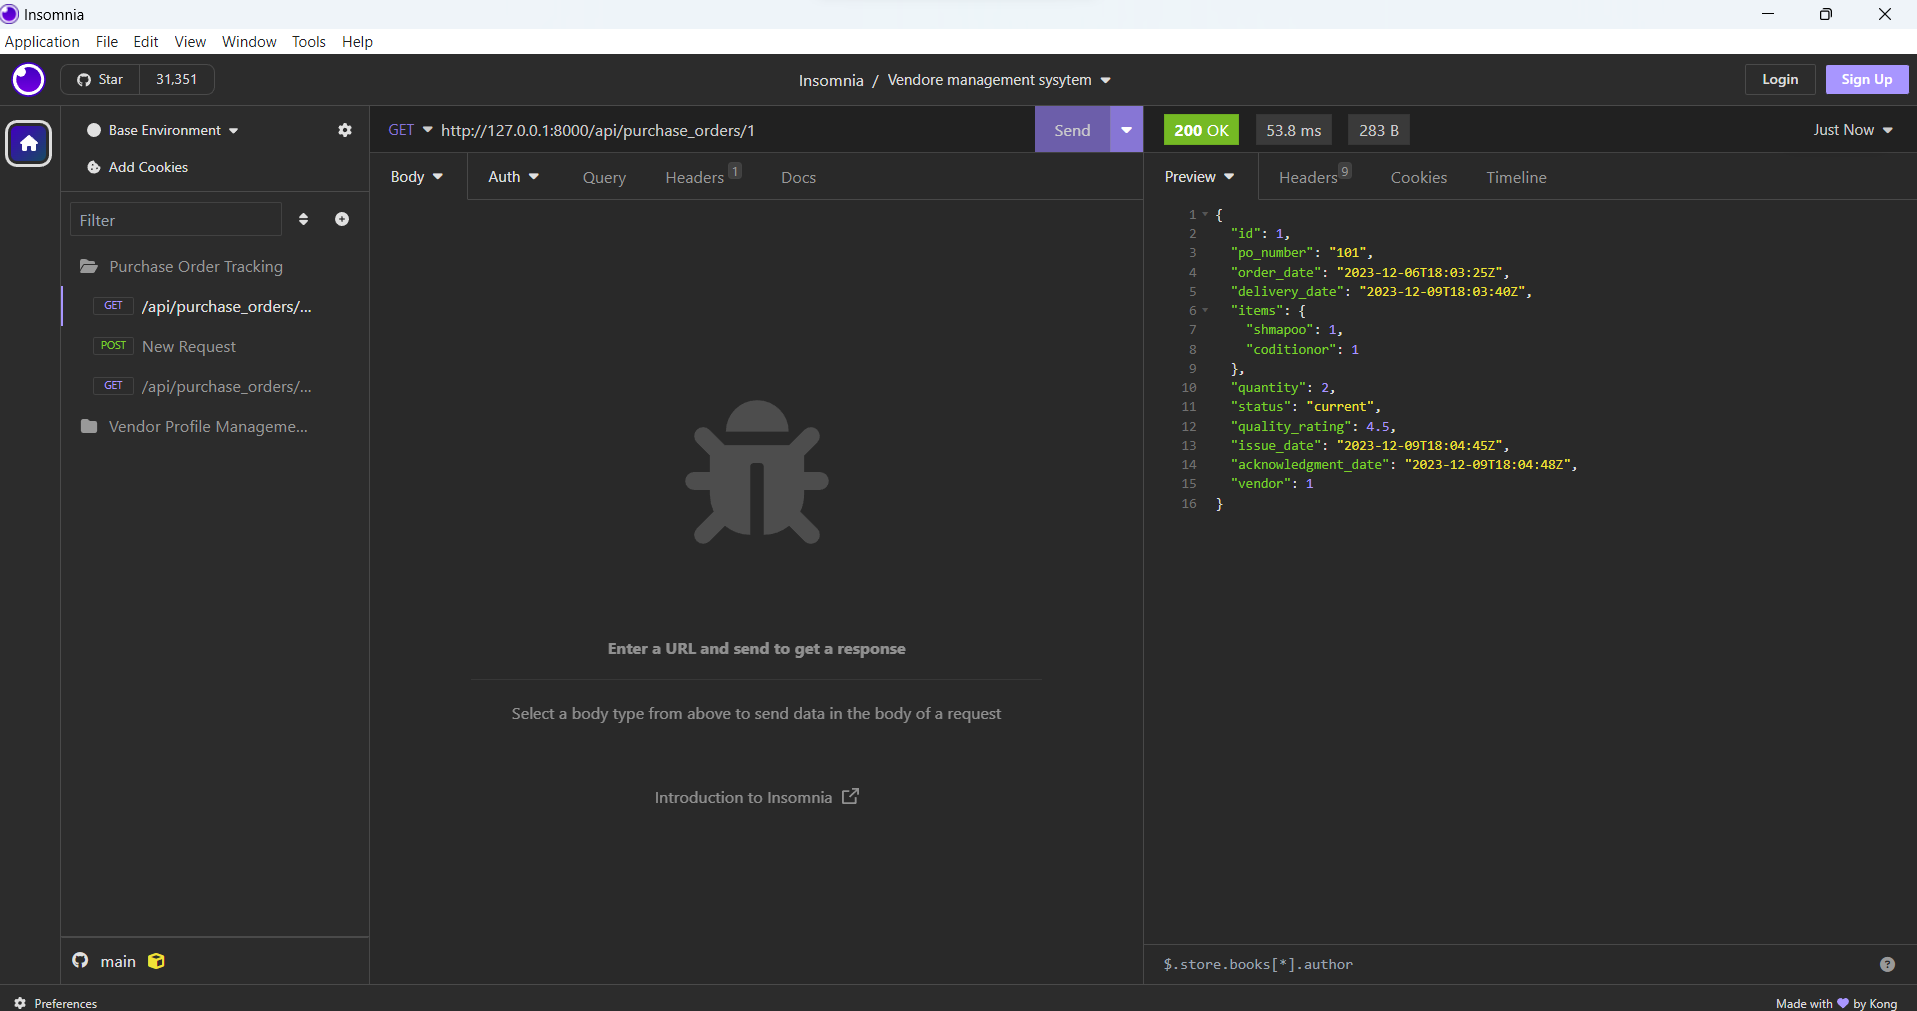 Insomnia
Application File Edit View Window Tools Help
Star 31,351
Insomnia / Vendore management sysytem
Login Sign Up
Base Environment
Add Cookies
Filter
Purchase Order Tracking
GET /api/purchase_orders/...
POST New Request
GET /api/purchase_orders/...
Vendor Profile Manageme...
main
Preferences
GET http://127.0.0.1:8000/api/purchase_orders/1
Send
Body Auth Query Headers 1 Docs
Enter a URL and send to get a response
Select a body type from above to send data in the body of a request
Introduction to Insomnia
200 OK 53.8 ms 283 B Just Now
Preview Headers 9 Cookies Timeline
1 {
2 "id": 1,
3 "po_number": "101",
4 "order_date": "2023-12-06T18:03:25Z",
5 "delivery_date": "2023-12-09T18:03:40Z",
6 "items": {
7 "shmapoo": 1,
8 "coditionor": 1
9 },
10 "quantity": 2,
11 "status": "current",
12 "quality_rating": 4.5,
13 "issue_date": "2023-12-09T18:04:45Z",
14 "acknowledgment_date": "2023-12-09T18:04:48Z",
15 "vendor": 1
16 }
$.store.books[*].author
?
Made with 💜 by Kong